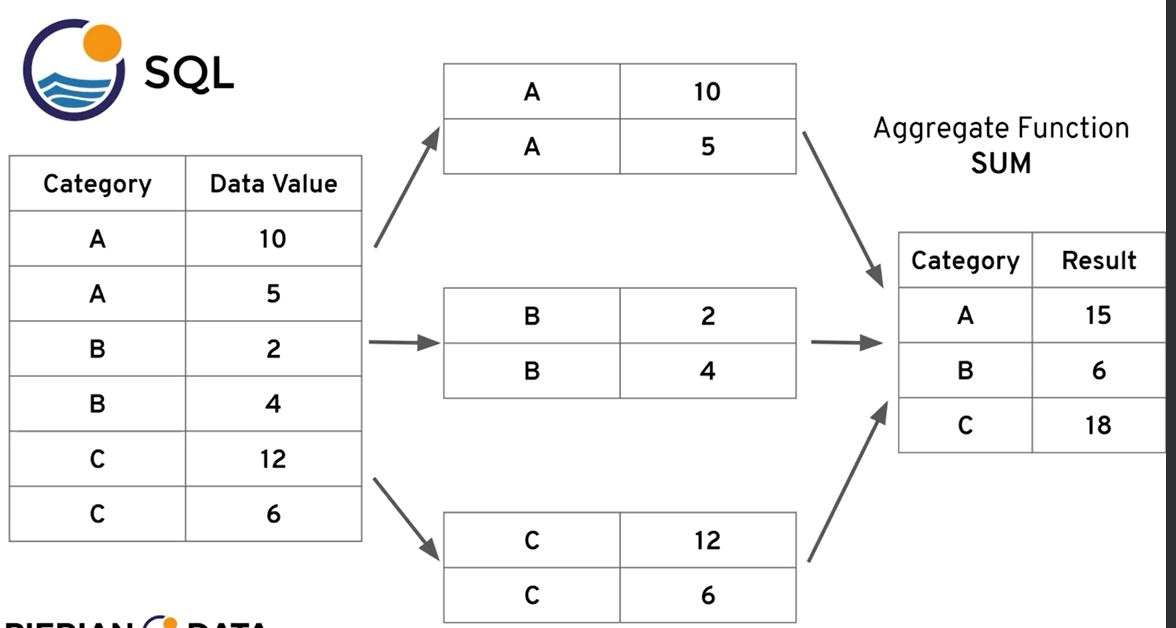 SQL
Category Data Value
A 10
A 5
B 2
B 4
C 12
C 6
A 10
A 5
B 2
B 4
C 12
C 6
Aggregate Function
SUM
Category Result
A 15
B 6
C 18
PIERIAN DATA